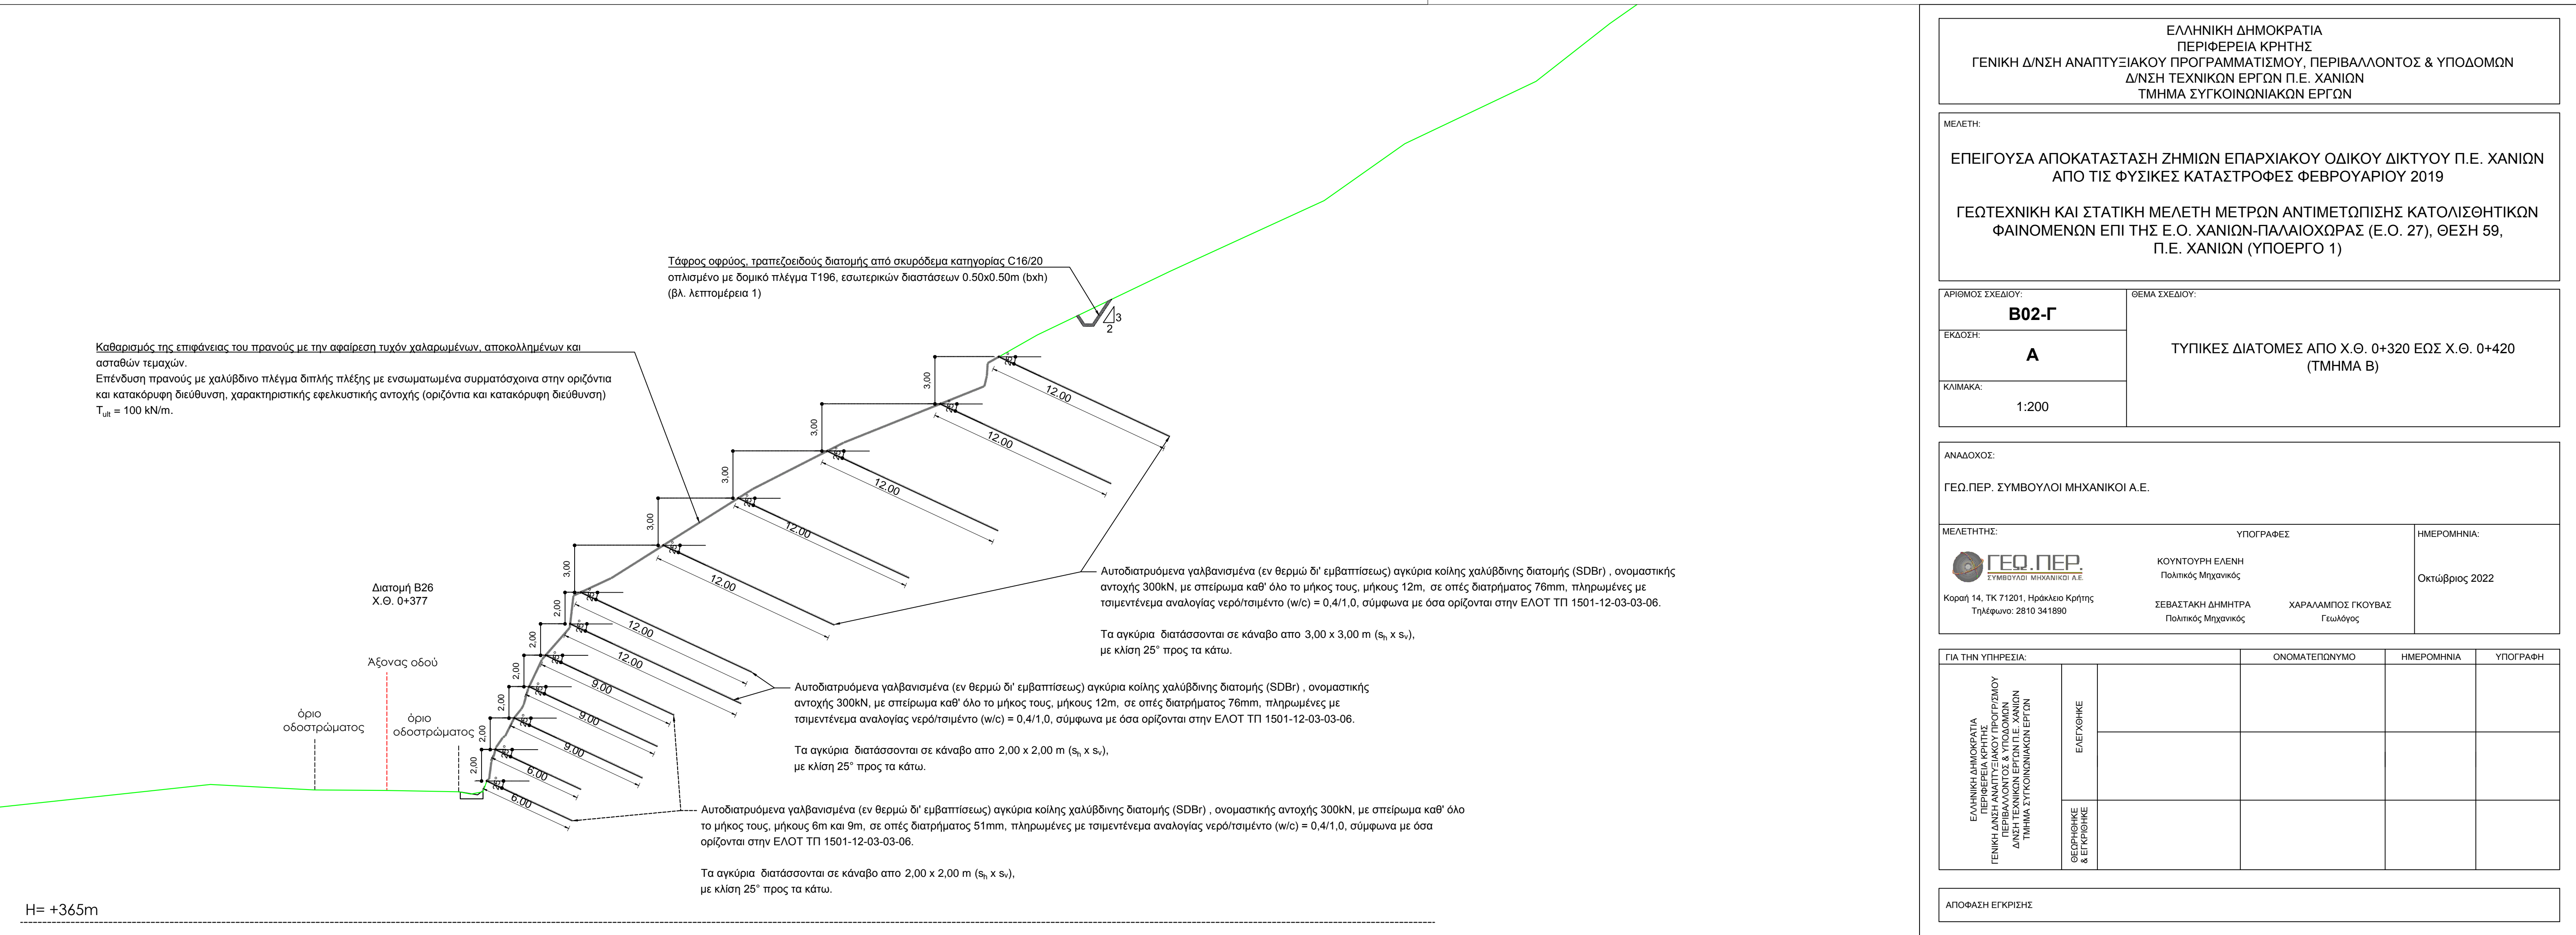 Τάφρος οφρύος, τραπεζοειδούς διατομής από σκυρόδεμα κατηγορίας C16/20
οπλισμένο με δομικό πλέγμα Τ196, εσωτερικών διαστάσεων 0.50x0.50m (bxh)
(βλ. λεπτομέρεια 1)
3
2
Καθαρισμός της επιφάνειας του πρανούς με την αφαίρεση τυχόν χαλαρωμένων, αποκολλημένων και
ασταθών τεμαχών.
Επένδυση πρανούς με χαλύβδινο πλέγμα διπλής πλέξης με ενσωματωμένα συρματόσχοινα στην οριζόντια
και κατακόρυφη διεύθυνση, χαρακτηριστικής εφελκυστικής αντοχής (οριζόντια και κατακόρυφη διεύθυνση)
Tult = 100 kN/m.
3,00
12.00
3,00
12.00
3,00
12.00
3,00
12.00
3,00
12.00
2,00
12.00
2,00
12.00
2,00
9.00
2,00
9.00
2,00
9.00
2,00
6.00
6.00
Αυτοδιατρυόμενα γαλβανισμένα (εν θερμώ δι' εμβαπτίσεως) αγκύρια κοίλης χαλύβδινης διατομής (SDBr) , ονομαστικής
αντοχής 300kN, με σπείρωμα καθ' όλο το μήκος τους, μήκους 12m, σε οπές διατρήματος 76mm, πληρωμένες με
τσιμεντένεμα αναλογίας νερό/τσιμέντο (w/c) = 0,4/1,0, σύμφωνα με όσα ορίζονται στην ΕΛΟΤ ΤΠ 1501-12-03-03-06.
Τα αγκύρια διατάσσονται σε κάναβο απο 3,00 x 3,00 m (sh x sv),
με κλίση 25° προς τα κάτω.
Διατομή Β26
Χ.Θ. 0+377
Άξονας οδού
όριο
οδοστρώματος
όριο
οδοστρώματος
Αυτοδιατρυόμενα γαλβανισμένα (εν θερμώ δι' εμβαπτίσεως) αγκύρια κοίλης χαλύβδινης διατομής (SDBr) , ονομαστικής
αντοχής 300kN, με σπείρωμα καθ' όλο το μήκος τους, μήκους 12m, σε οπές διατρήματος 76mm, πληρωμένες με
τσιμεντένεμα αναλογίας νερό/τσιμέντο (w/c) = 0,4/1,0, σύμφωνα με όσα ορίζονται στην ΕΛΟΤ ΤΠ 1501-12-03-03-06.
Τα αγκύρια διατάσσονται σε κάναβο απο 2,00 x 2,00 m (sh x sv),
με κλίση 25° προς τα κάτω.
Αυτοδιατρυόμενα γαλβανισμένα (εν θερμώ δι' εμβαπτίσεως) αγκύρια κοίλης χαλύβδινης διατομής (SDBr) , ονομαστικής αντοχής 300kN, με σπείρωμα καθ' όλο
το μήκος τους, μήκους 6m και 9m, σε οπές διατρήματος 51mm, πληρωμένες με τσιμεντένεμα αναλογίας νερό/τσιμέντο (w/c) = 0,4/1,0, σύμφωνα με όσα
ορίζονται στην ΕΛΟΤ ΤΠ 1501-12-03-03-06.
Τα αγκύρια διατάσσονται σε κάναβο απο 2,00 x 2,00 m (sh x sv),
με κλίση 25° προς τα κάτω.
H= +365m
ΕΛΛΗΝΙΚΗ ΔΗΜΟΚΡΑΤΙΑ
ΠΕΡΙΦΕΡΕΙΑ ΚΡΗΤΗΣ
ΓΕΝΙΚΗ Δ/ΝΣΗ ΑΝΑΠΤΥΞΙΑΚΟΥ ΠΡΟΓΡΑΜΜΑΤΙΣΜΟΥ, ΠΕΡΙΒΑΛΛΟΝΤΟΣ & ΥΠΟΔΟΜΩΝ
Δ/ΝΣΗ ΤΕΧΝΙΚΩΝ ΕΡΓΩΝ Π.Ε. ΧΑΝΙΩΝ
ΤΜΗΜΑ ΣΥΓΚΟΙΝΩΝΙΑΚΩΝ ΕΡΓΩΝ
ΜΕΛΕΤΗ:
ΕΠΕΙΓΟΥΣΑ ΑΠΟΚΑΤΑΣΤΑΣΗ ΖΗΜΙΩΝ ΕΠΑΡΧΙΑΚΟΥ ΟΔΙΚΟΥ ΔΙΚΤΥΟΥ Π.Ε. ΧΑΝΙΩΝ
ΑΠΟ ΤΙΣ ΦΥΣΙΚΕΣ ΚΑΤΑΣΤΡΟΦΕΣ ΦΕΒΡΟΥΑΡΙΟΥ 2019
ΓΕΩΤΕΧΝΙΚΗ ΚΑΙ ΣΤΑΤΙΚΗ ΜΕΛΕΤΗ ΜΕΤΡΩΝ ΑΝΤΙΜΕΤΩΠΙΣΗΣ ΚΑΤΟΛΙΣΘΗΤΙΚΩΝ
ΦΑΙΝΟΜΕΝΩΝ ΕΠΙ ΤΗΣ Ε.Ο. ΧΑΝΙΩΝ-ΠΑΛΑΙΟΧΩΡΑΣ (Ε.Ο. 27), ΘΕΣΗ 59,
Π.Ε. ΧΑΝΙΩΝ (ΥΠΟΕΡΓΟ 1)
ΑΡΙΘΜΟΣ ΣΧΕΔΙΟΥ:
Β02-Γ
ΕΚΔΟΣΗ:
Α
ΚΛΙΜΑΚΑ:
1:200
ΘΕΜΑ ΣΧΕΔΙΟΥ:
ΤΥΠΙΚΕΣ ΔΙΑΤΟΜΕΣ ΑΠΟ Χ.Θ. 0+320 ΕΩΣ Χ.Θ. 0+420
(ΤΜΗΜΑ Β)
ΑΝΑΔΟΧΟΣ:
ΓΕΩ.ΠΕΡ. ΣΥΜΒΟΥΛΟΙ ΜΗΧΑΝΙΚΟΙ Α.Ε.
ΜΕΛΕΤΗΤΗΣ:
ΓΕΩ.ΠΕΡ.
ΣΥΜΒΟΥΛΟΙ ΜΗΧΑΝΙΚΟΙ Α.Ε.
Κοραή 14, ΤΚ 71201, Ηράκλειο Κρήτης
Τηλέφωνο: 2810 341890
ΥΠΟΓΡΑΦΕΣ
ΚΟΥΝΤΟΥΡΗ ΕΛΕΝΗ
Πολιτικός Μηχανικός
ΣΕΒΑΣΤΑΚΗ ΔΗΜΗΤΡΑ
Πολιτικός Μηχανικός
ΧΑΡΑΛΑΜΠΟΣ ΓΚΟΥΒΑΣ
Γεωλόγος
ΗΜΕΡΟΜΗΝΙΑ:
Οκτώβριος 2022
ΓΙΑ ΤΗΝ ΥΠΗΡΕΣΙΑ:
ΟΝΟΜΑΤΕΠΩΝΥΜΟ
ΗΜΕΡΟΜΗΝΙΑ
ΥΠΟΓΡΑΦΗ
ΕΛΛΗΝΙΚΗ ΔΗΜΟΚΡΑΤΙΑ
ΠΕΡΙΦΕΡΕΙΑ ΚΡΗΤΗΣ
ΓΕΝΙΚΗ Δ/ΝΣΗ ΑΝΑΠΤΥΞΙΑΚΟΥ ΠΡΟΓΡ/ΣΜΟΥ
ΠΕΡΙΒΑΛΛΟΝΤΟΣ & ΥΠΟΔΟΜΩΝ
Δ/ΝΣΗ ΤΕΧΝΙΚΩΝ ΕΡΓΩΝ Π.Ε. ΧΑΝΙΩΝ
ΤΜΗΜΑ ΣΥΓΚΟΙΝΩΝΙΑΚΩΝ ΕΡΓΩΝ
ΕΛΕΓΧΘΗΚΕ
ΘΕΩΡΗΘΗΚΕ
& ΕΓΚΡΙΘΗΚΕ
ΑΠΟΦΑΣΗ ΕΓΚΡΙΣΗΣ